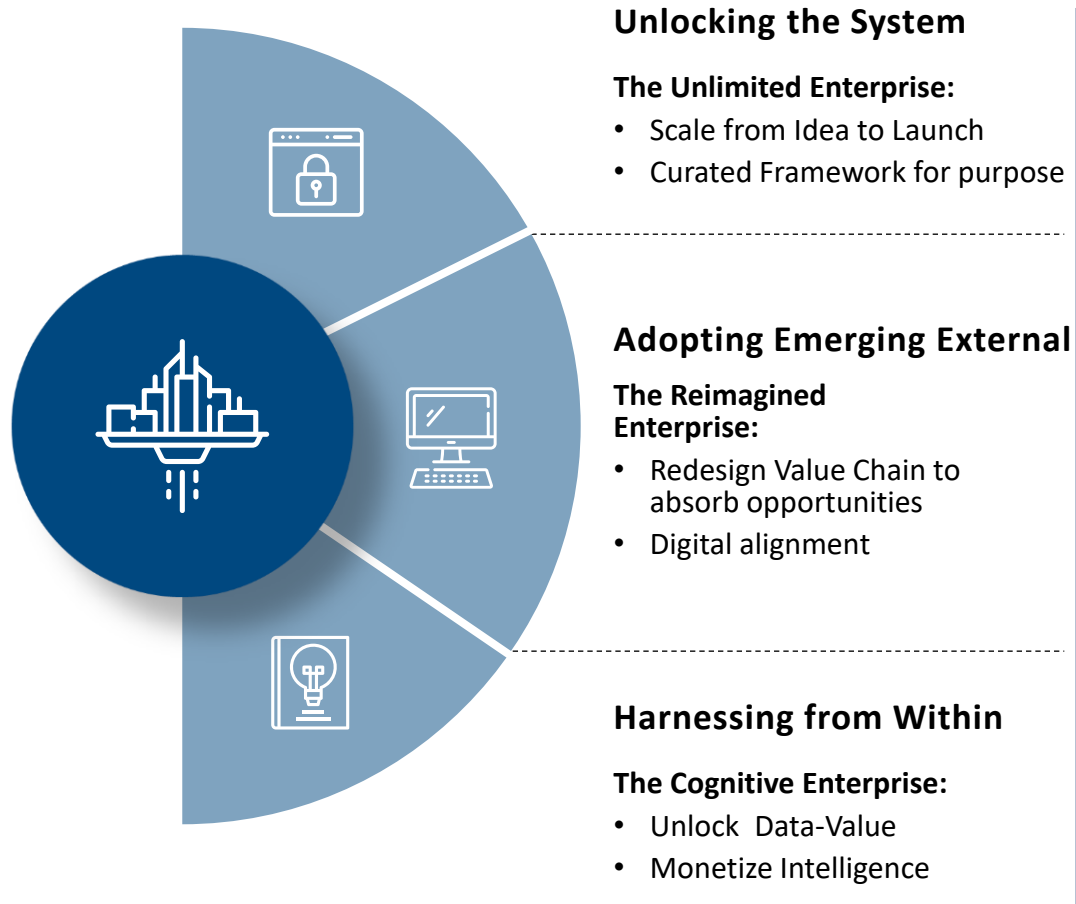 Unlocking the System
The Unlimited Enterprise:
• Scale from Idea to Launch
• Curated Framework for purpose
Adopting Emerging External
The Reimagined
Enterprise:
• Redesign Value Chain to
absorb opportunities
• Digital alignment
Harnessing from Within
The Cognitive Enterprise:
• Unlock  Data-Value
• Monetize Intelligence